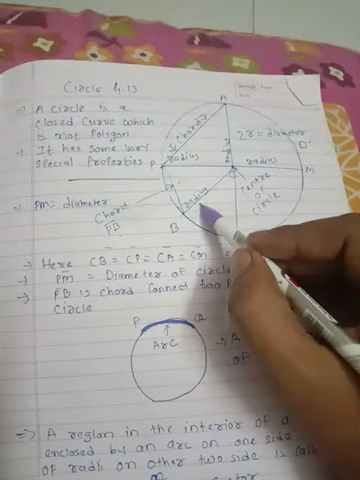 Circle 4.13
⇒ A circle is a
closed curve which
is not polygon
→ It has some very
special Properties
A
chord
radius
2r = diameter
D
P
radius
radius
M
C
centre
OF
circle
⇒ PM = diameter
radius
Chord
PB
B
→ Here CB = CP = CA = CM =
→ PM = Diameter of circle
→ PB is chord connect two P
circle
P
Q
Arc
→ A
OF
⇒ A region in the interior of a
enclosed by an arc on one side
of radii on other two side is call